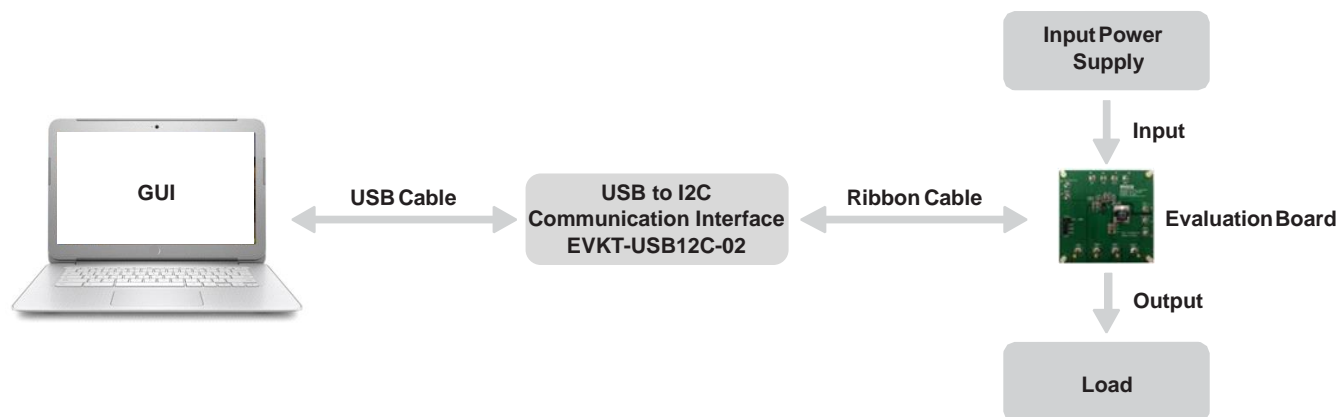 Input Power
Supply
Input
GUI
USB Cable
USB to I2C
Communication Interface
EVKT-USB12C-02
Ribbon Cable
Evaluation Board
Output
Load